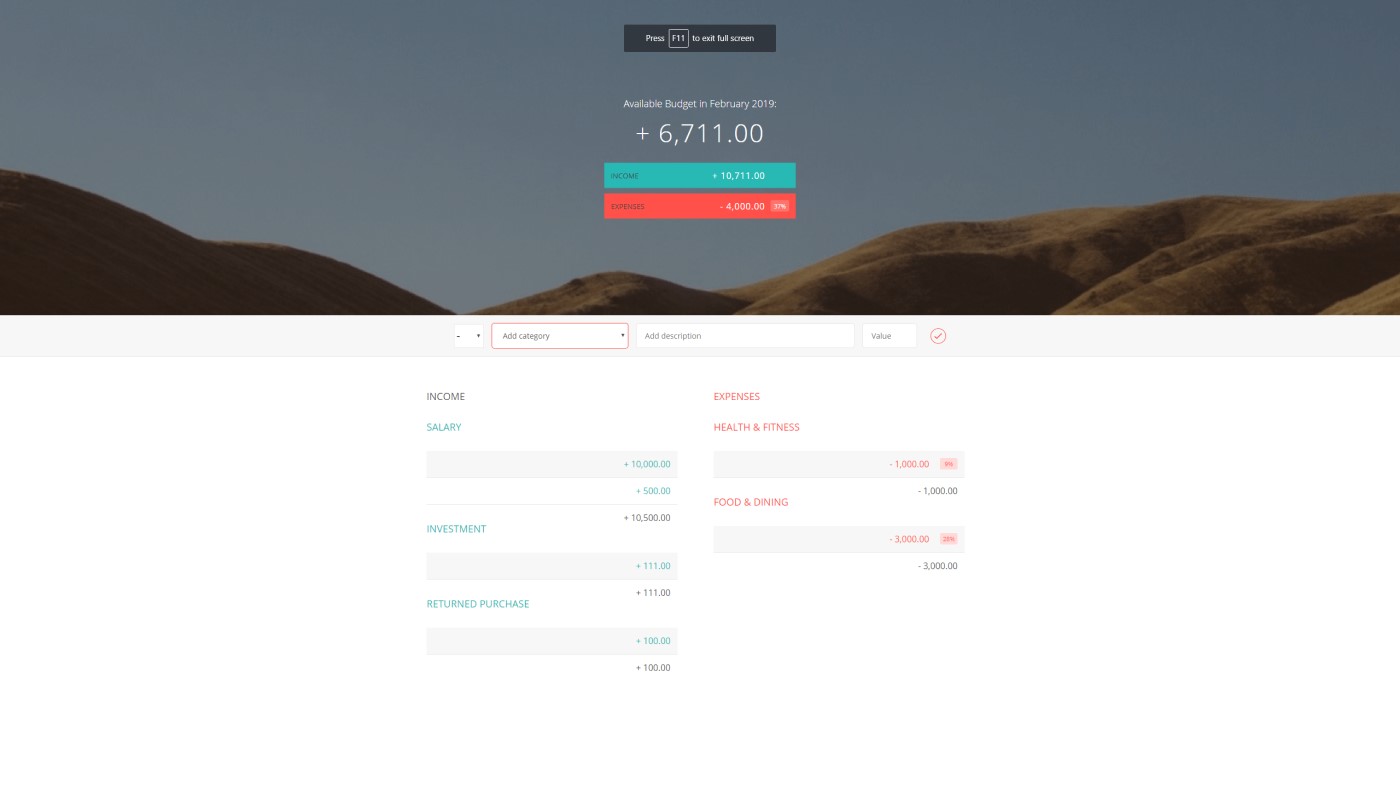 Press F11 to exit full screen
Available Budget in February 2019:
+ 6,711.00
INCOME + 10,711.00
EXPENSES - 4,000.00 37%
- Add category Add description Value
INCOME
SALARY
+ 10,000.00
+ 500.00
+ 10,500.00
INVESTMENT
+ 111.00
+ 111.00
RETURNED PURCHASE
+ 100.00
+ 100.00
EXPENSES
HEALTH & FITNESS
- 1,000.00 9%
- 1,000.00
FOOD & DINING
- 3,000.00 28%
- 3,000.00